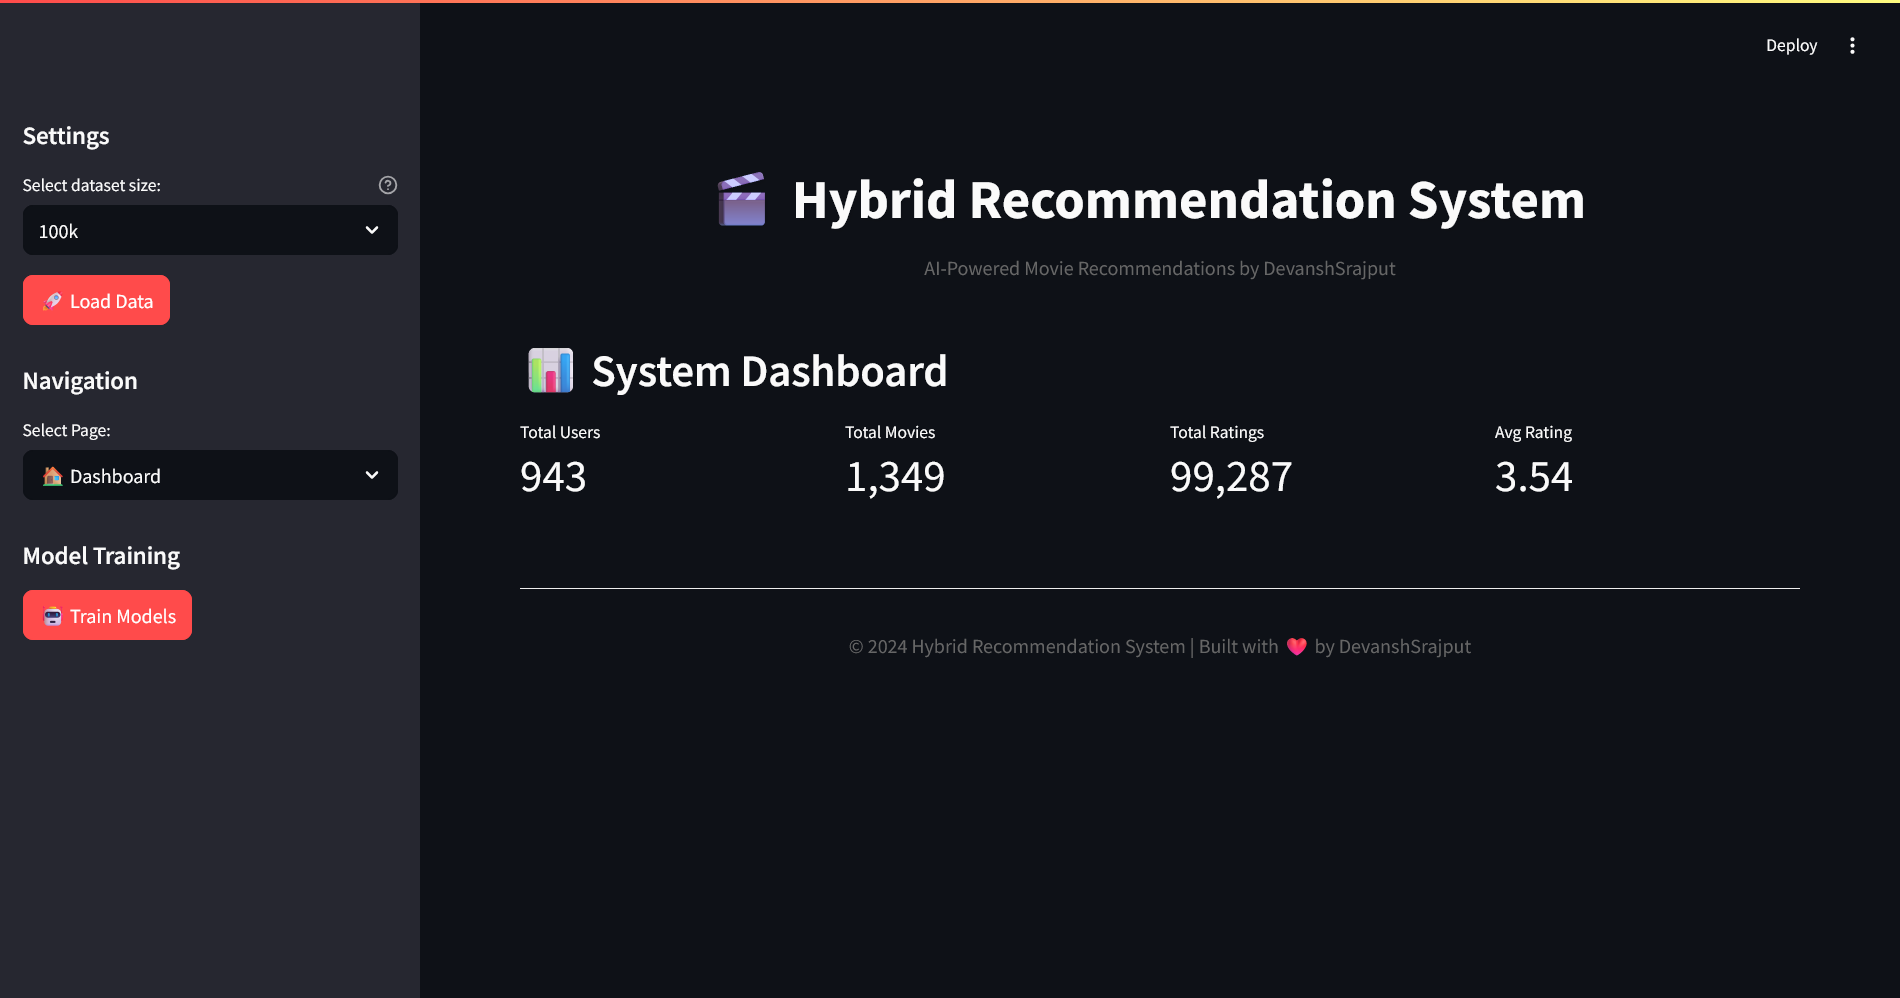 Deploy
Settings
Select dataset size:
100k
🚀 Load Data
Navigation
Select Page:
🏠 Dashboard
Model Training
🤖 Train Models
🎬 Hybrid Recommendation System
AI-Powered Movie Recommendations by DevanshSrajput
📊 System Dashboard
Total Users
943
Total Movies
1,349
Total Ratings
99,287
Avg Rating
3.54
© 2024 Hybrid Recommendation System | Built with ❤️ by DevanshSrajput